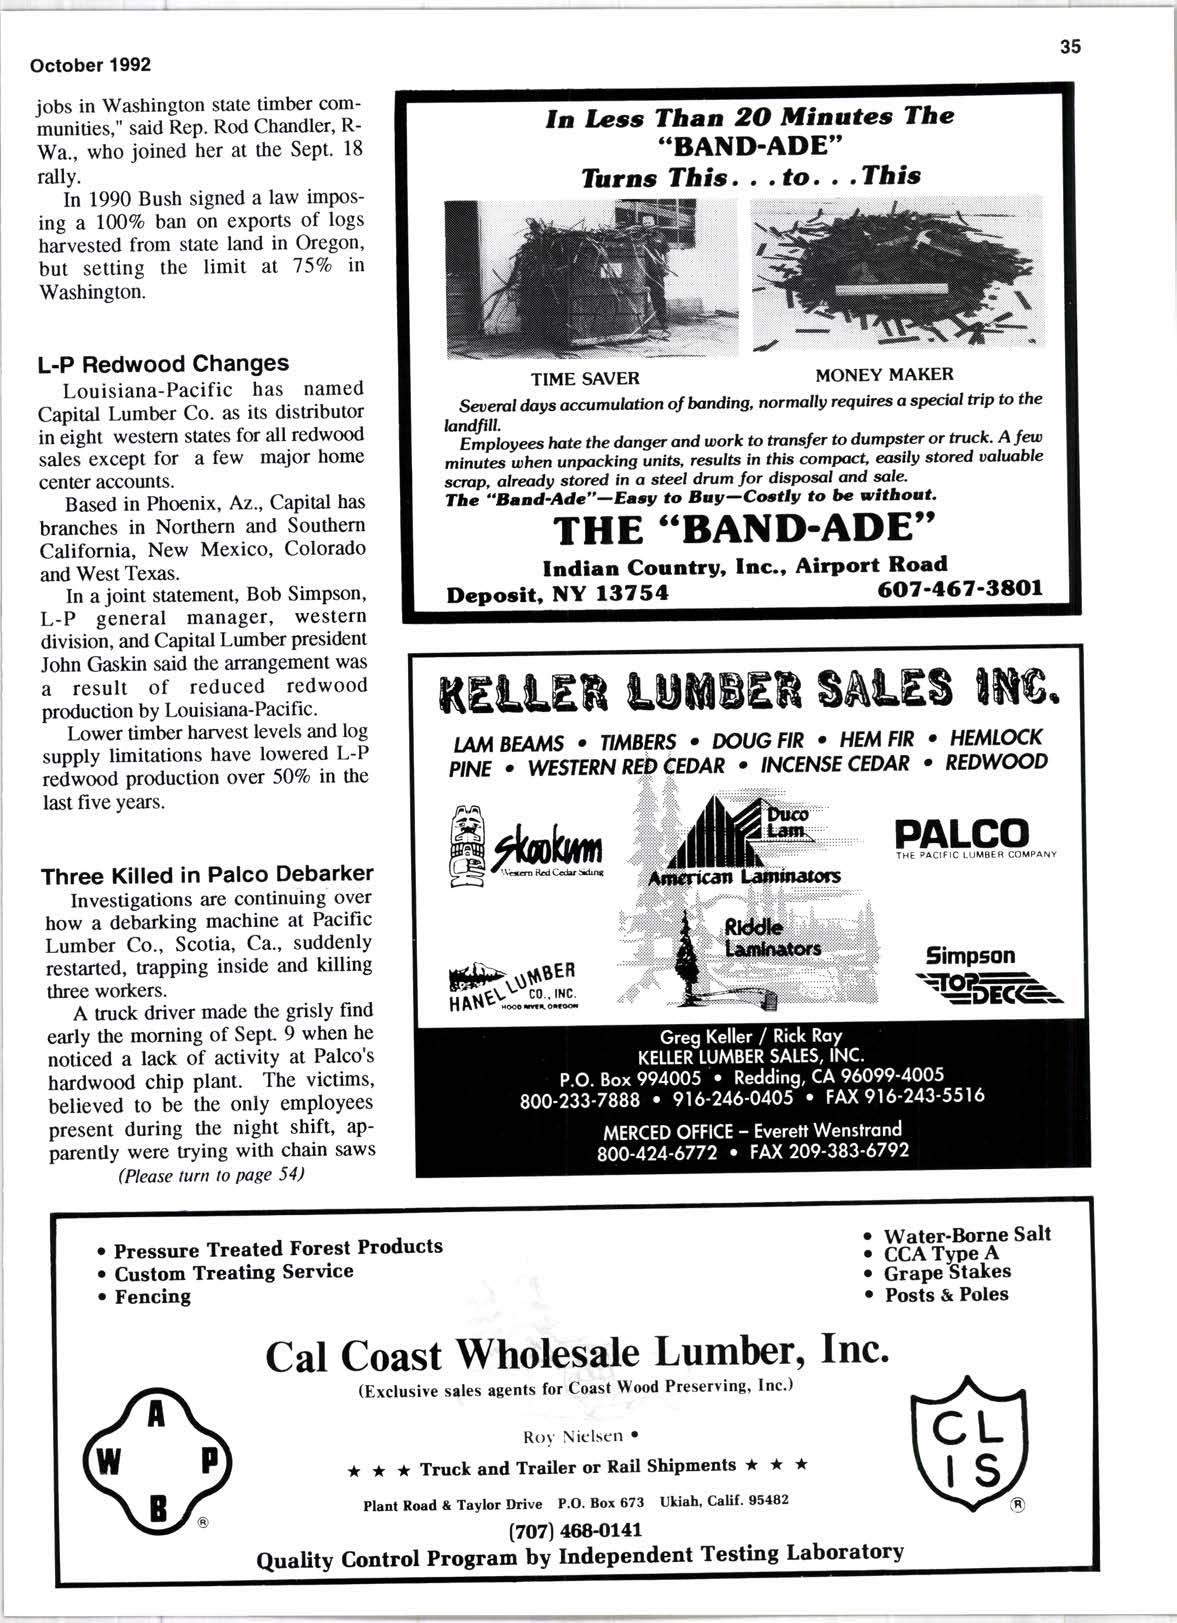 October 1992
35
jobs in Washington state timber com-
munities," said Rep. Rod Chandler, R-
Wa., who joined her at the Sept. 18
rally.
In 1990 Bush signed a law impos-
ing a 100% ban on exports of logs
harvested from state land in Oregon,
but setting the limit at 75% in
Washington.
L-P Redwood Changes
Louisiana-Pacific has named
Capital Lumber Co. as its distributor
in eight western states for all redwood
sales except for a few major home
center accounts.
Based in Phoenix, Az., Capital has
branches in Northern and Southern
California, New Mexico, Colorado
and West Texas.
In a joint statement, Bob Simpson,
L-P general manager, western
division, and Capital Lumber president
John Gaskin said the arrangement was
a result of reduced redwood
production by Louisiana-Pacific.
Lower timber harvest levels and log
supply limitations have lowered L-P
redwood production over 50% in the
last five years.
Three Killed in Palco Debarker
Investigations are continuing over
how a debarking machine at Pacific
Lumber Co., Scotia, Ca., suddenly
restarted, trapping inside and killing
three workers.
A truck driver made the grisly find
early the morning of Sept. 9 when he
noticed a lack of activity at Palco's
hardwood chip plant. The victims,
believed to be the only employees
present during the night shift, ap-
parently were trying with chain saws
(Please turn to page 54)
In Less Than 20 Minutes The
"BAND-ADE"
Turns This. . .to. . .This
TIME SAVER
MONEY MAKER
Several days accumulation of banding, normally requires a special trip to the
landfill.
Employees hate the danger and work to transfer to dumpster or truck. A few
minutes when unpacking units, results in this compact, easily stored valuable
scrap, already stored in a steel drum for disposal and sale.
The "Band-Ade"—Easy to Buy—Costly to be without.
THE "BAND-ADE"
Indian Country, Inc., Airport Road
Deposit, NY 13754 607-467-3801
KELLER LUMBER SALES INC.
LAM BEAMS • TIMBERS • DOUG FIR • HEM FIR • HEMLOCK
PINE • WESTERN RED CEDAR • INCENSE CEDAR • REDWOOD
Skookum
Western Red Cedar Siding
Duco
Lam
American Laminators
PALCO
THE PACIFIC LUMBER COMPANY
Riddle
Laminators
HANEL LUMBER
CO., INC.
HOOD RIVER, OREGON
Simpson
TOP
DECK
Greg Keller / Rick Ray
KELLER LUMBER SALES, INC.
P.O. Box 994005 • Redding, CA 96099-4005
800-233-7888 • 916-246-0405 • FAX 916-243-5516
MERCED OFFICE – Everett Wenstrand
800-424-6772 • FAX 209-383-6792
• Pressure Treated Forest Products
• Custom Treating Service
• Fencing
• Water-Borne Salt
• CCA Type A
• Grape Stakes
• Posts & Poles
Cal Coast Wholesale Lumber, Inc.
(Exclusive sales agents for Coast Wood Preserving, Inc.)
Roy Nielsen •
★ ★ ★ Truck and Trailer or Rail Shipments ★ ★ ★
Plant Road & Taylor Drive P.O. Box 673 Ukiah, Calif. 95482
(707) 468-0141
Quality Control Program by Independent Testing Laboratory
A
W P
B
®
C L
I S
®